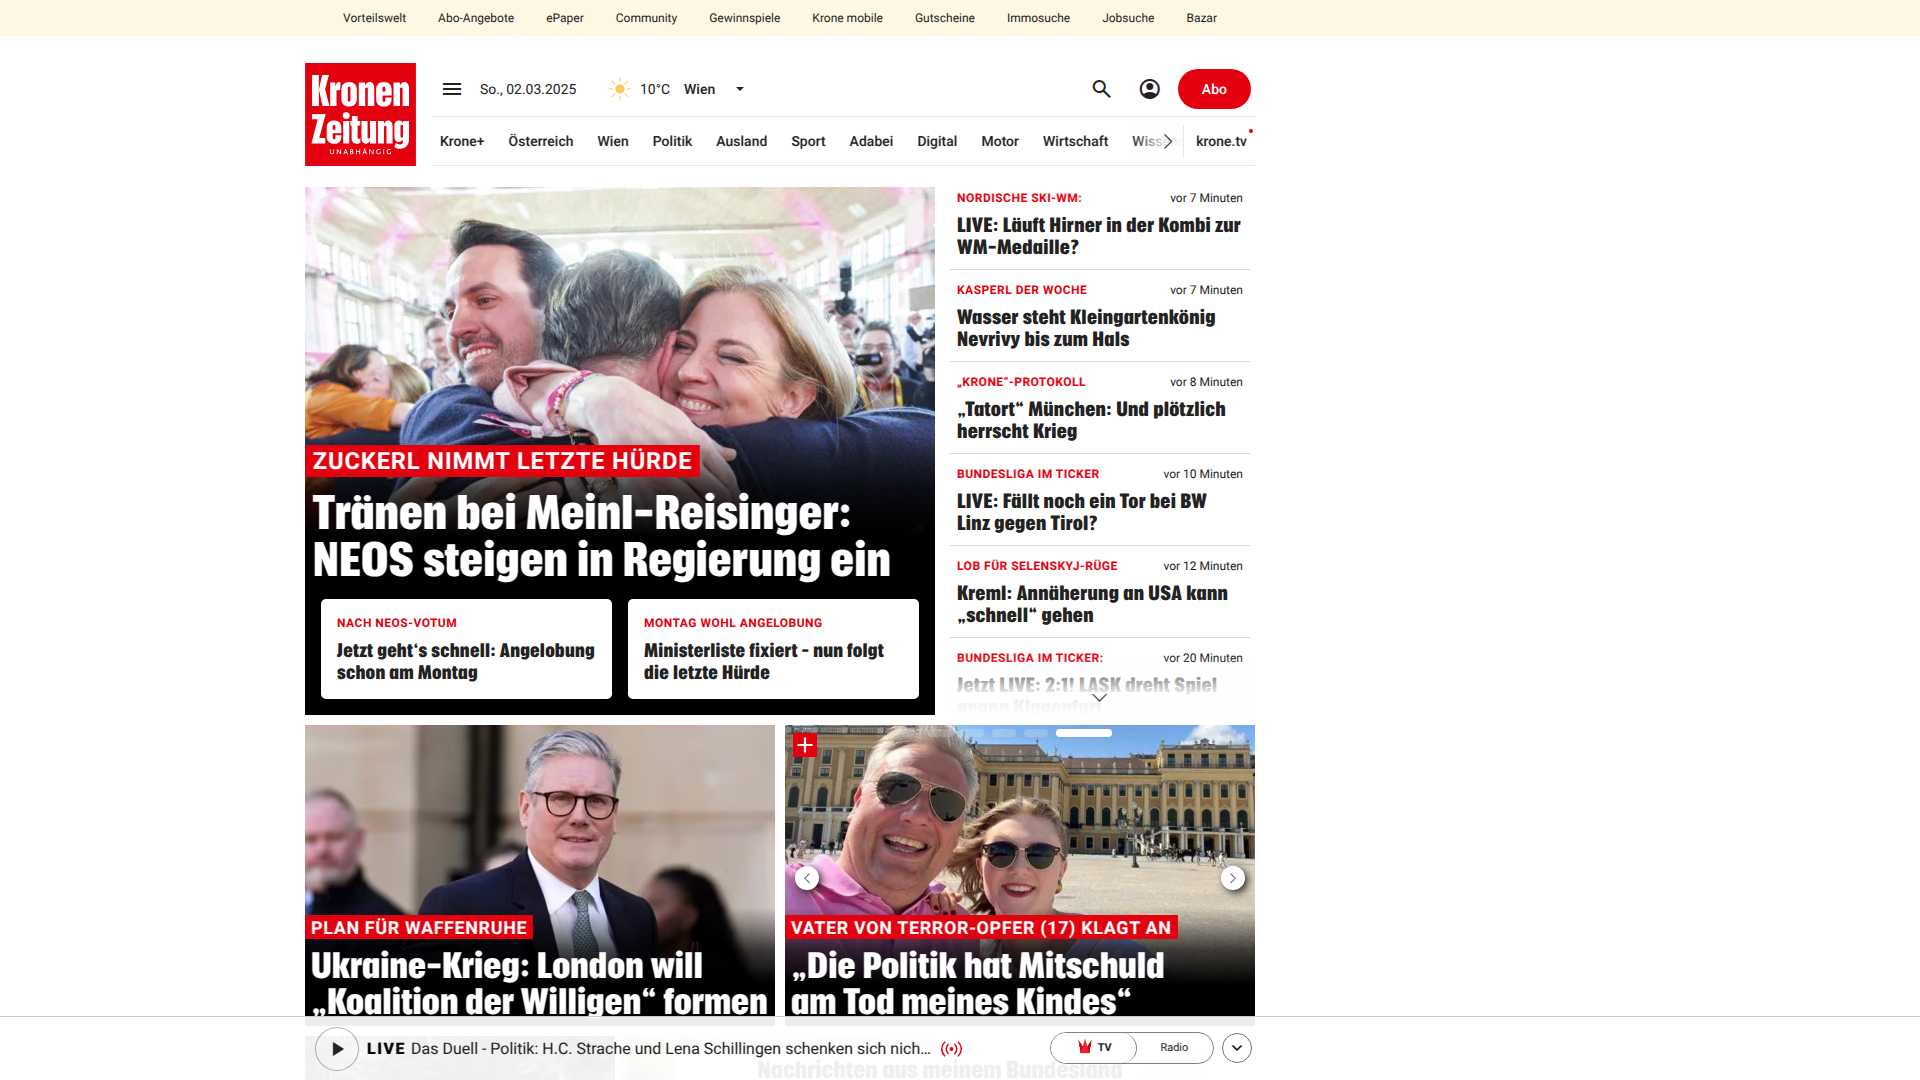 Vorteilswelt Abo-Angebote ePaper Community Gewinnspiele Krone mobile Gutscheine Immosuche Jobsuche Bazar
Kronen
Zeitung
UNABHÄNGIG
So., 02.03.2025 10°C Wien
Abo
Krone+ Österreich Wien Politik Ausland Sport Adabei Digital Motor Wirtschaft krone.tv
ZUCKERL NIMMT LETZTE HÜRDE
Tränen bei Meinl-Reisinger:
NEOS steigen in Regierung ein
NACH NEOS-VOTUM
Jetzt geht‘s schnell: Angelobung
schon am Montag
MONTAG WOHL ANGELOBUNG
Ministerliste fixiert – nun folgt
die letzte Hürde
NORDISCHE SKI-WM: vor 7 Minuten
LIVE: Läuft Hirner in der Kombi zur
WM-Medaille?
KASPERL DER WOCHE vor 7 Minuten
Wasser steht Kleingartenkönig
Nevrivy bis zum Hals
„KRONE“-PROTOKOLL vor 8 Minuten
„Tatort“ München: Und plötzlich
herrscht Krieg
BUNDESLIGA IM TICKER vor 10 Minuten
LIVE: Fällt noch ein Tor bei BW
Linz gegen Tirol?
LOB FÜR SELENSKYJ-RÜGE vor 12 Minuten
Kreml: Annäherung an USA kann
„schnell“ gehen
BUNDESLIGA IM TICKER: vor 20 Minuten
Jetzt LIVE: 2:1! LASK dreht Spiel
gegen Klagenfurt
PLAN FÜR WAFFENRUHE
Ukraine-Krieg: London will
„Koalition der Willigen“ formen
VATER VON TERROR-OPFER (17) KLAGT AN
„Die Politik hat Mitschuld
am Tod meines Kindes“
LIVE Das Duell - Politik: H.C. Strache und Lena Schillingen schenken sich nich...
TV Radio
Nachrichten aus meinem Bundesland